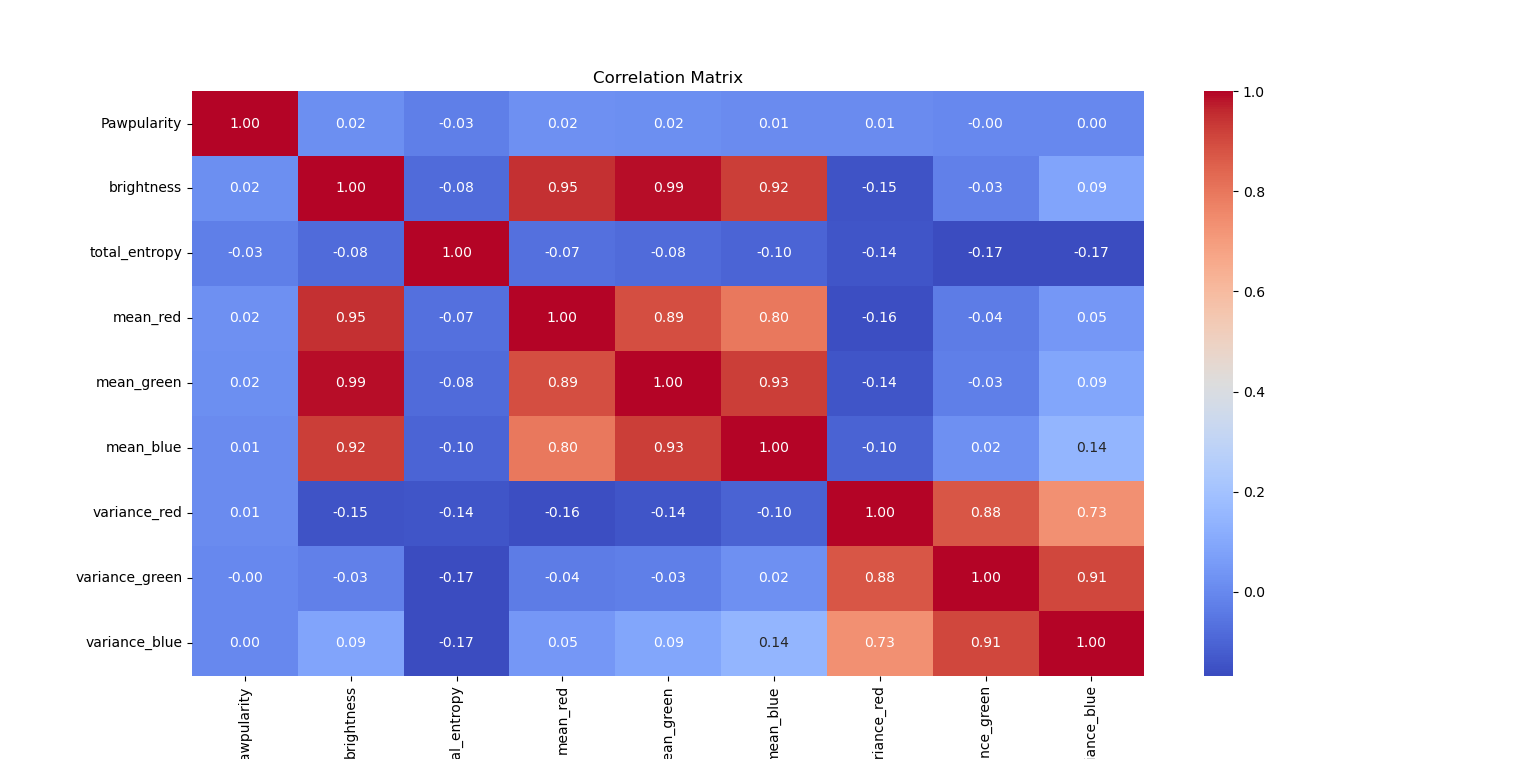 Correlation Matrix
Pawpularity 1.00 0.02 -0.03 0.02 0.02 0.01 0.01 -0.00 0.00
brightness 0.02 1.00 -0.08 0.95 0.99 0.92 -0.15 -0.03 0.09
total_entropy -0.03 -0.08 1.00 -0.07 -0.08 -0.10 -0.14 -0.17 -0.17
mean_red 0.02 0.95 -0.07 1.00 0.89 0.80 -0.16 -0.04 0.05
mean_green 0.02 0.99 -0.08 0.89 1.00 0.93 -0.14 -0.03 0.09
mean_blue 0.01 0.92 -0.10 0.80 0.93 1.00 -0.10 0.02 0.14
variance_red 0.01 -0.15 -0.14 -0.16 -0.14 -0.10 1.00 0.88 0.73
variance_green -0.00 -0.03 -0.17 -0.04 -0.03 0.02 0.88 1.00 0.91
variance_blue 0.00 0.09 -0.17 0.05 0.09 0.14 0.73 0.91 1.00
awpularity
brightness
al_entropy
mean_red
ean_green
mean_blue
riance_red
nce_green
iance_blue
1.0
0.8
0.6
0.4
0.2
0.0